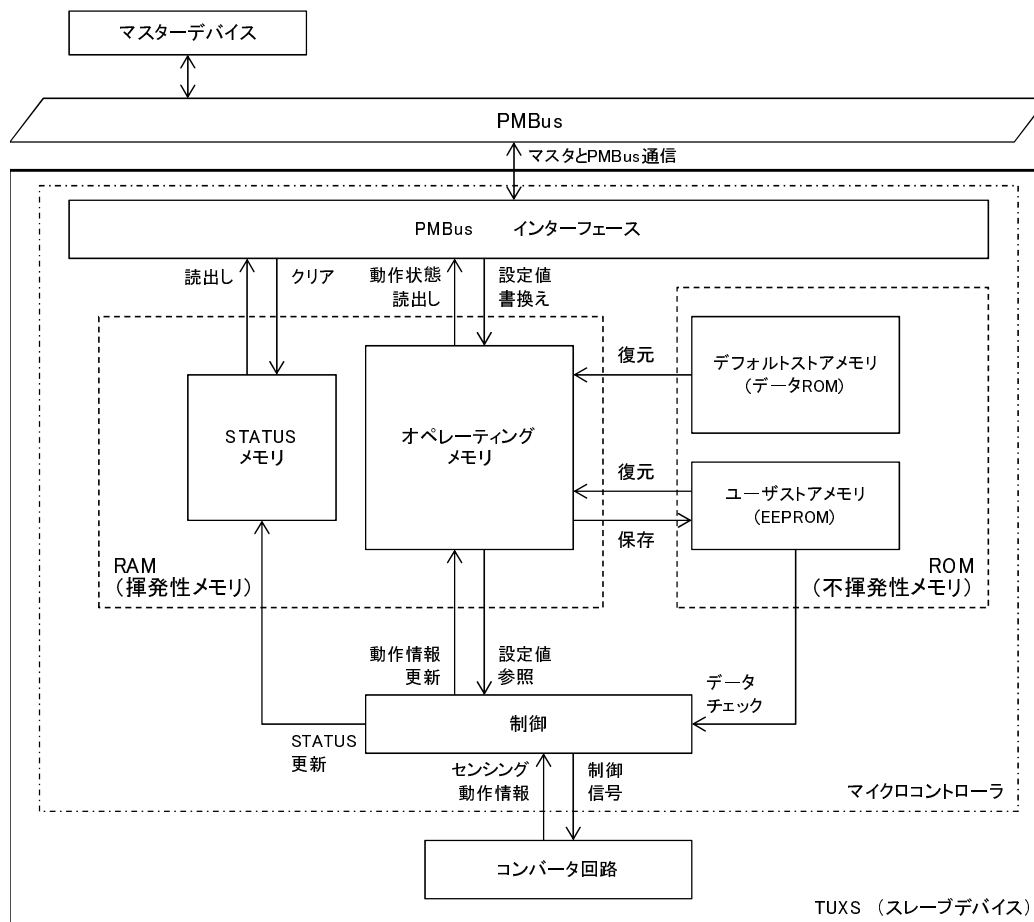 マスターデバイス
PMBus
マスタとPMBus通信
PMBus インターフェース
読出し
クリア
動作状態
読出し
設定値
書換え
復元
デフォルトストアメモリ
(データROM)
STATUS
メモリ
オペレーティング
メモリ
復元
ユーザストアメモリ
(EEPROM)
保存
RAM
（揮発性メモリ）
ROM
（不揮発性メモリ）
動作情報
更新
設定値
参照
データ
チェック
制御
STATUS
更新
センシング
動作情報
制御
信号
マイクロコントローラ
コンバータ回路
TUXS （スレーブデバイス）